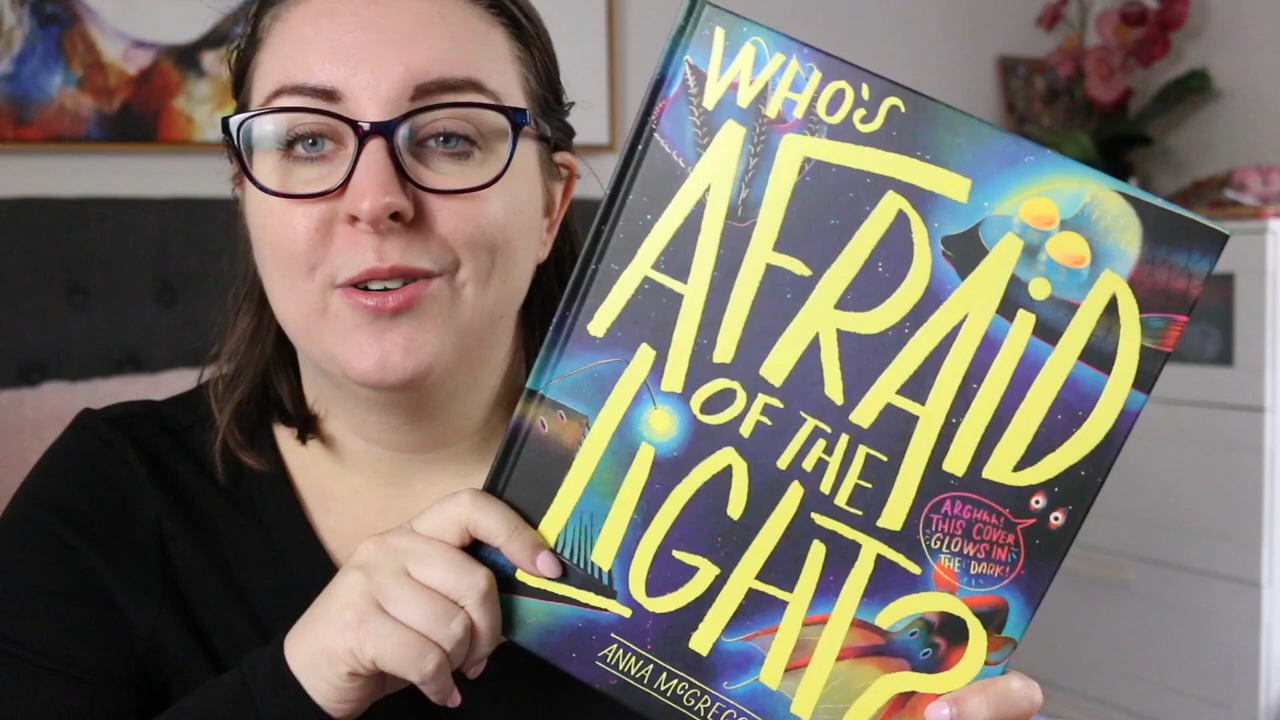 WHO'S
AFRAID
OF THE
LIGHT?
ARGHhh!
THIS COVER
GLOWS IN
THE DARK!
ANNA McGREGO